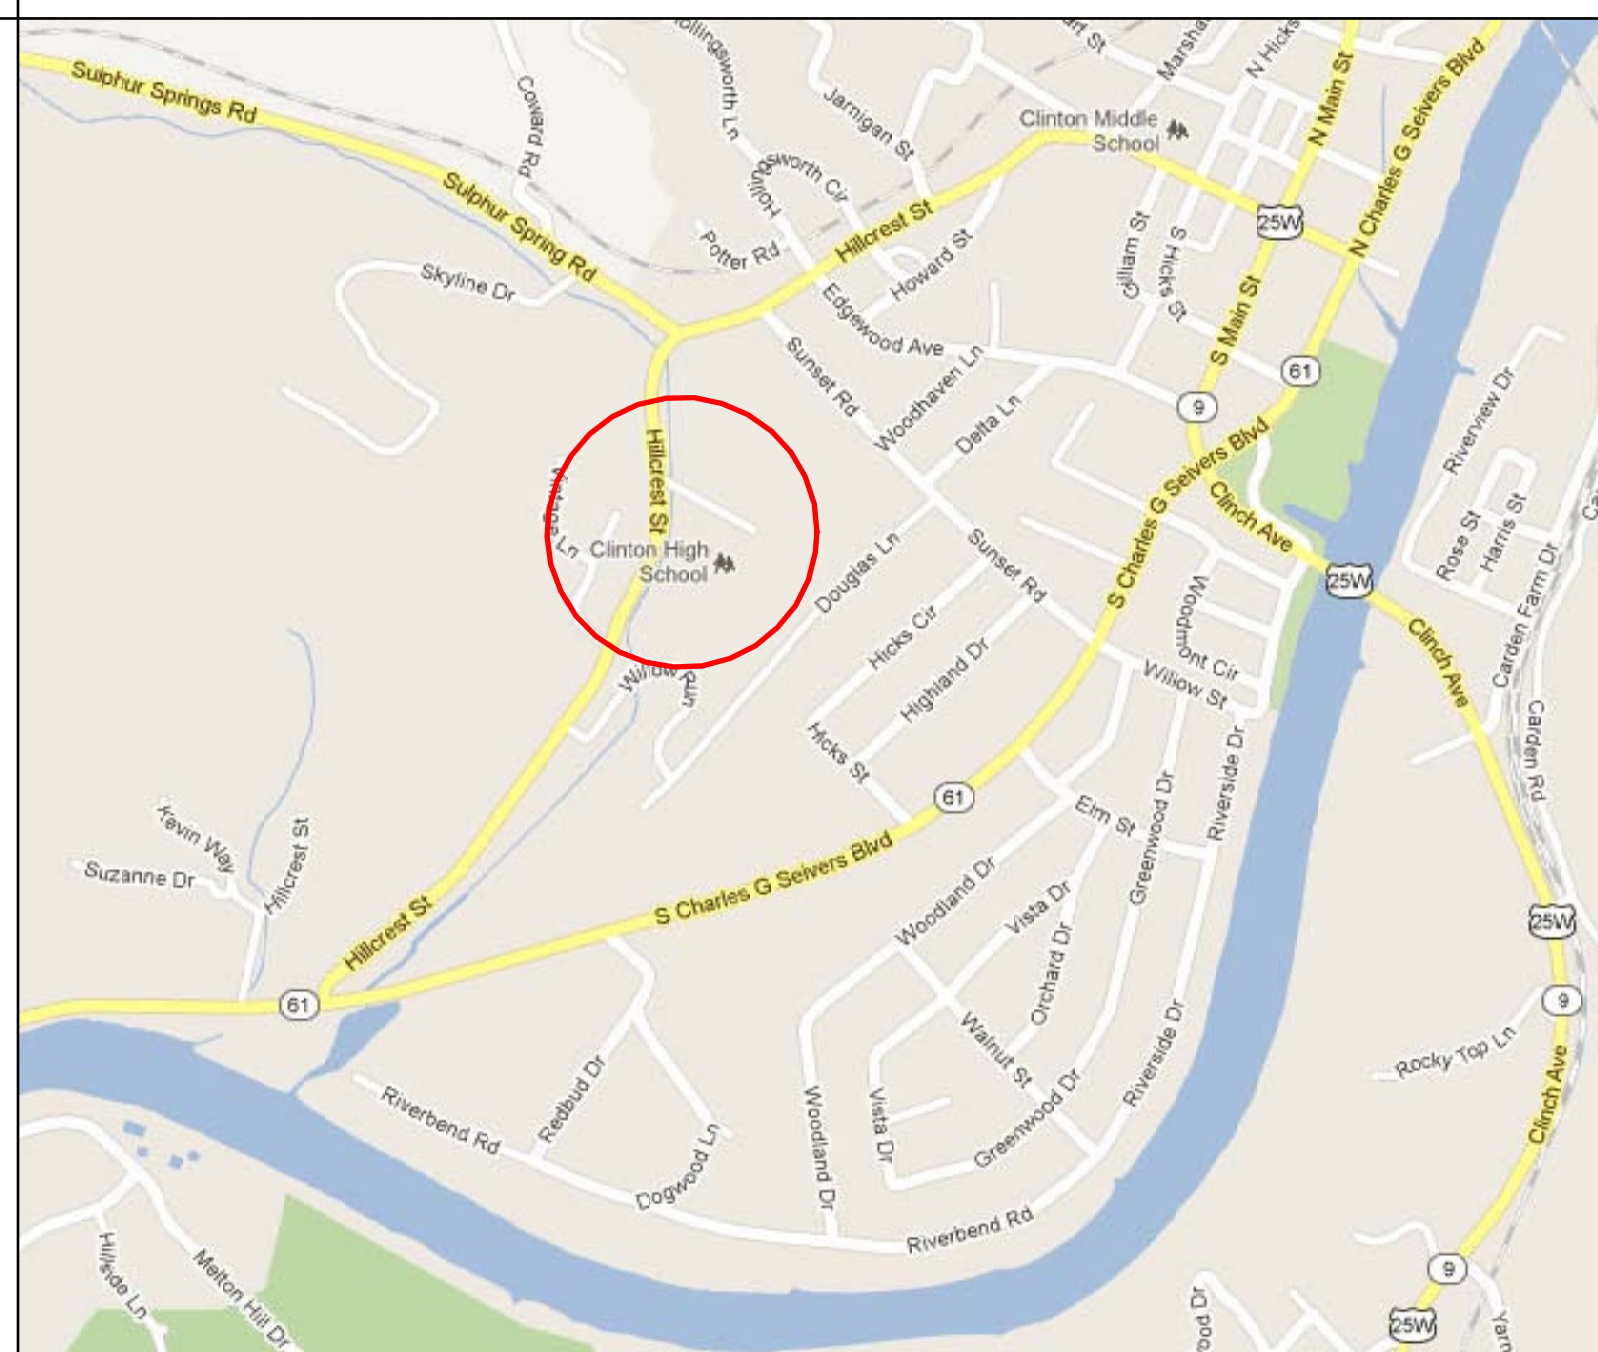 Hollingsworth Ln
N Hicks
N Main St
N Charles G Seivers Blvd
Sulphur Springs Rd
Coward Rd
Jarnigan St
Clinton Middle
School
Hollingsworth Cir
Sulphur Spring Rd
Potter Rd
Hillcrest St
Howard St
Gilliam St
S Hicks St
25W
Skyline Dr
Edgewood Ave
S Main St
61
Sunset Rd
Woodhaven Ln
Delta Ln
9
Riverview Dr
Hillcrest St
Vintage Ln
S Charles G Seivers Blvd
Clinch Ave
Rose St
Harris St
Clinton High
School
Douglas Ln
Sunset Rd
25W
Woodmont Cir
Carden Farm Dr
Hicks Cir
Highland Dr
Willow St
Clinch Ave
Willow Run
Hicks St
Riverside Dr
Carden Rd
61
Elm St
Greenwood Dr
Kevin Way
Suzanne Dr
Hillcrest St
S Charles G Seivers Blvd
Woodland Dr
Vista Dr
Orchard Dr
25W
Hillcrest St
61
9
Walnut St
Riverside Dr
Rocky Top Ln
Clinch Ave
Redbud Dr
Riverbend Rd
Woodland Dr
Vista Dr
Greenwood Dr
Dogwood Ln
Riverbend Rd
Hillside Ln
Melton Hill Dr
9
25W